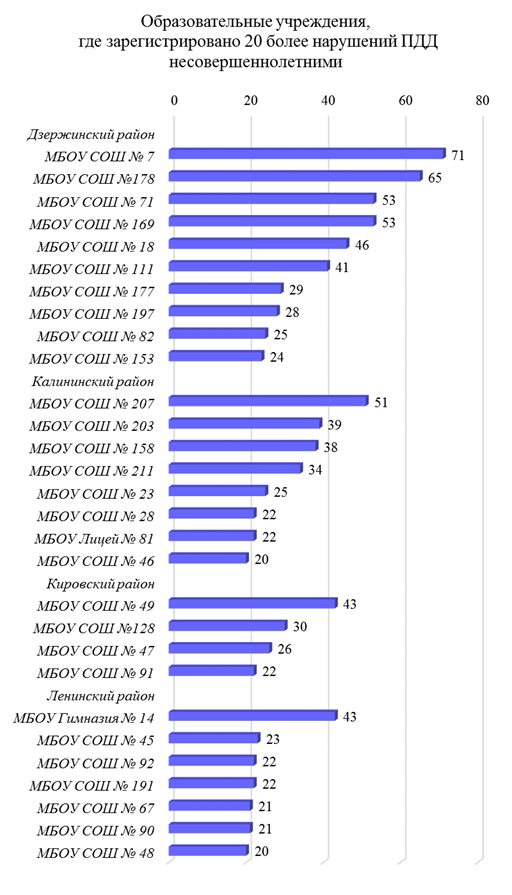 Образовательные учреждения,
где зарегистрировано 20 более нарушений ПДД
несовершеннолетними
0 20 40 60 80
Дзержинский район
МБОУ СОШ № 7 71
МБОУ СОШ №178 65
МБОУ СОШ № 71 53
МБОУ СОШ № 169 53
МБОУ СОШ № 18 46
МБОУ СОШ № 111 41
МБОУ СОШ № 177 29
МБОУ СОШ № 197 28
МБОУ СОШ № 82 25
МБОУ СОШ № 153 24
Калининский район
МБОУ СОШ № 207 51
МБОУ СОШ № 203 39
МБОУ СОШ № 158 38
МБОУ СОШ № 211 34
МБОУ СОШ № 23 25
МБОУ СОШ № 28 22
МБОУ Лицей № 81 22
МБОУ СОШ № 46 20
Кировский район
МБОУ СОШ № 49 43
МБОУ СОШ №128 30
МБОУ СОШ № 47 26
МБОУ СОШ № 91 22
Ленинский район
МБОУ Гимназия № 14 43
МБОУ СОШ № 45 23
МБОУ СОШ № 92 22
МБОУ СОШ № 191 22
МБОУ СОШ № 67 21
МБОУ СОШ № 90 21
МБОУ СОШ № 48 20